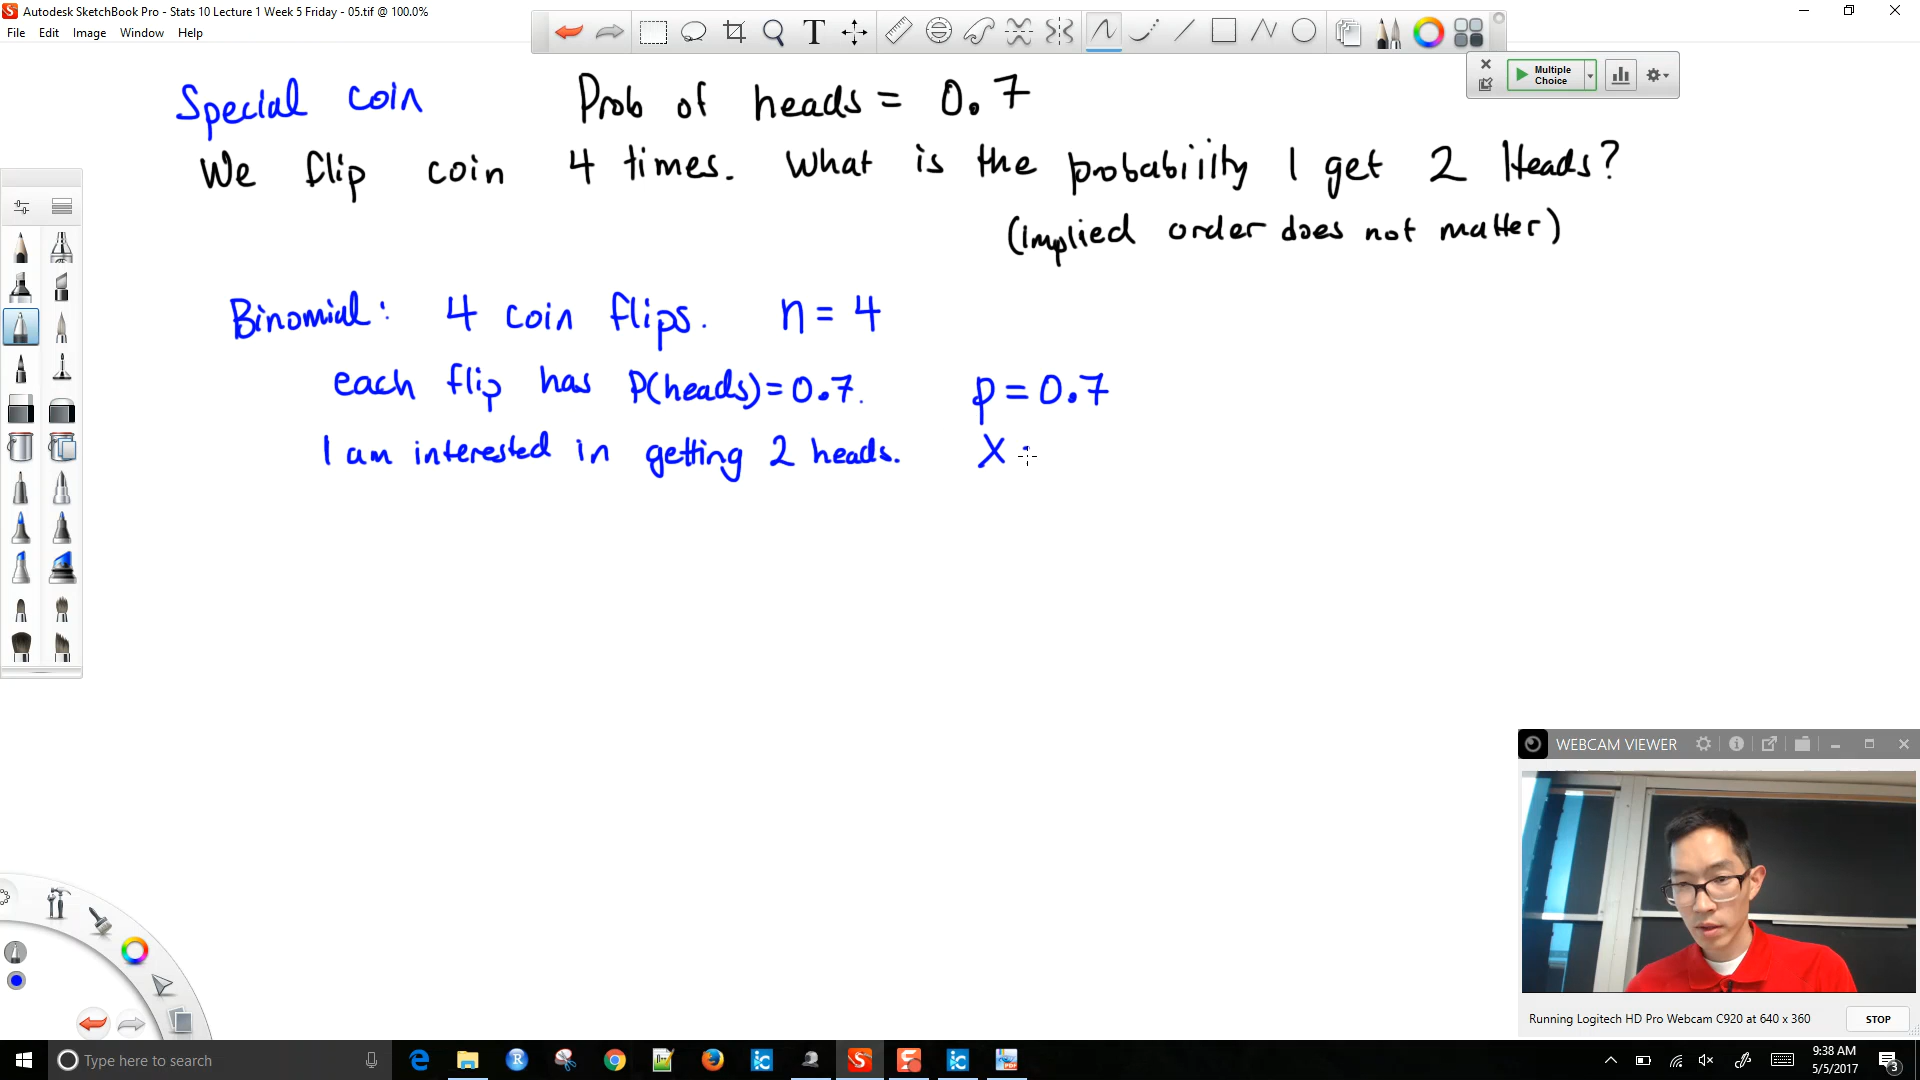 Autodesk SketchBook Pro - Stats 10 Lecture 1 Week 5 Friday - 05.tif @ 100.0%
File Edit Image Window Help
Multiple Choice
Special coin Prob of heads = 0.7
We flip coin 4 times. What is the probabiilty I get 2 Heads?
(implied order does not matter)
Binomial: 4 coin flips. n = 4
each flip has P(heads) = 0.7. p = 0.7
I am interested in getting 2 heads. X
WEBCAM VIEWER
Running Logitech HD Pro Webcam C920 at 640 x 360 STOP
Type here to search
9:38 AM
5/5/2017
3